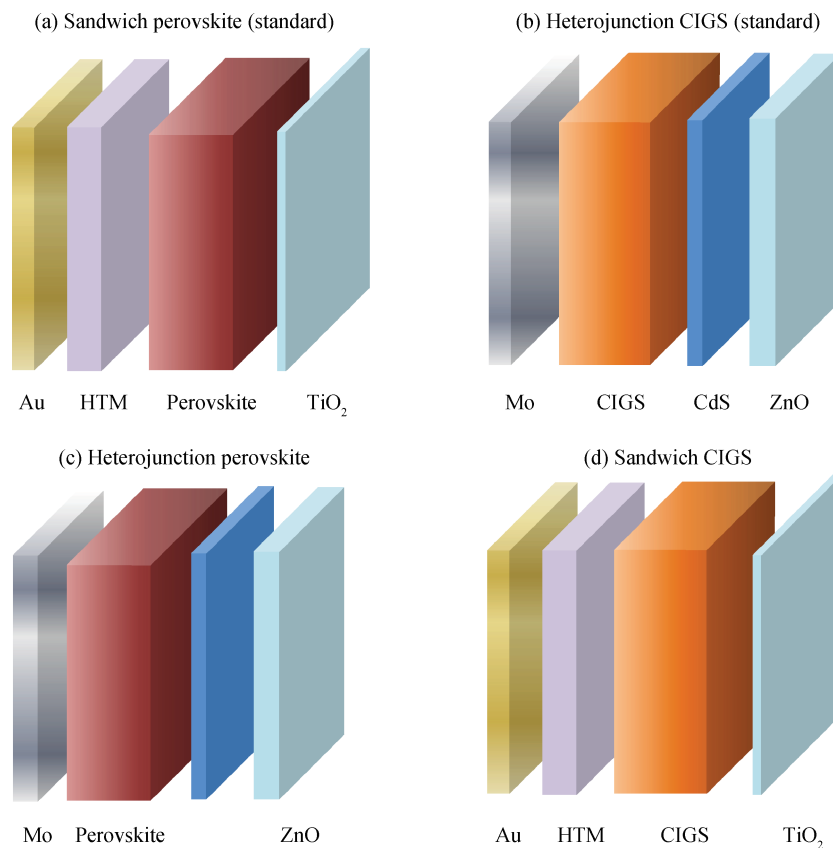 (a) Sandwich perovskite (standard)
Au HTM Perovskite TiO₂
(b) Heterojunction CIGS (standard)
Mo CIGS CdS ZnO
(c) Heterojunction perovskite
Mo Perovskite ZnO
(d) Sandwich CIGS
Au HTM CIGS TiO₂